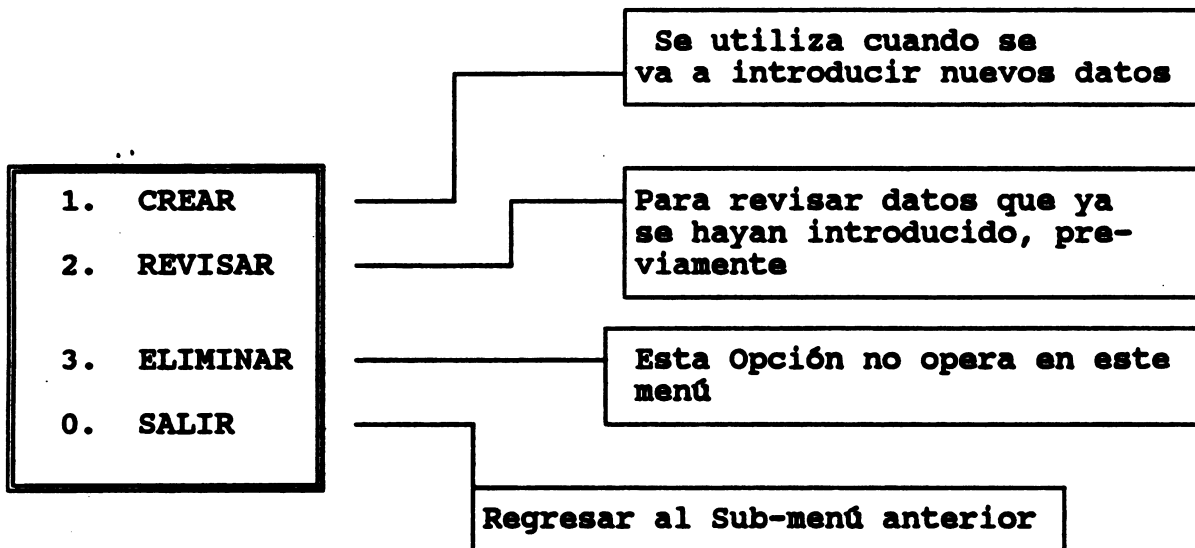 Se utiliza cuando se
va a introducir nuevos datos
1. CREAR
Para revisar datos que ya
se hayan introducido, pre-
viamente
2. REVISAR
3. ELIMINAR
Esta Opción no opera en este
menú
0. SALIR
Regresar al Sub-menú anterior